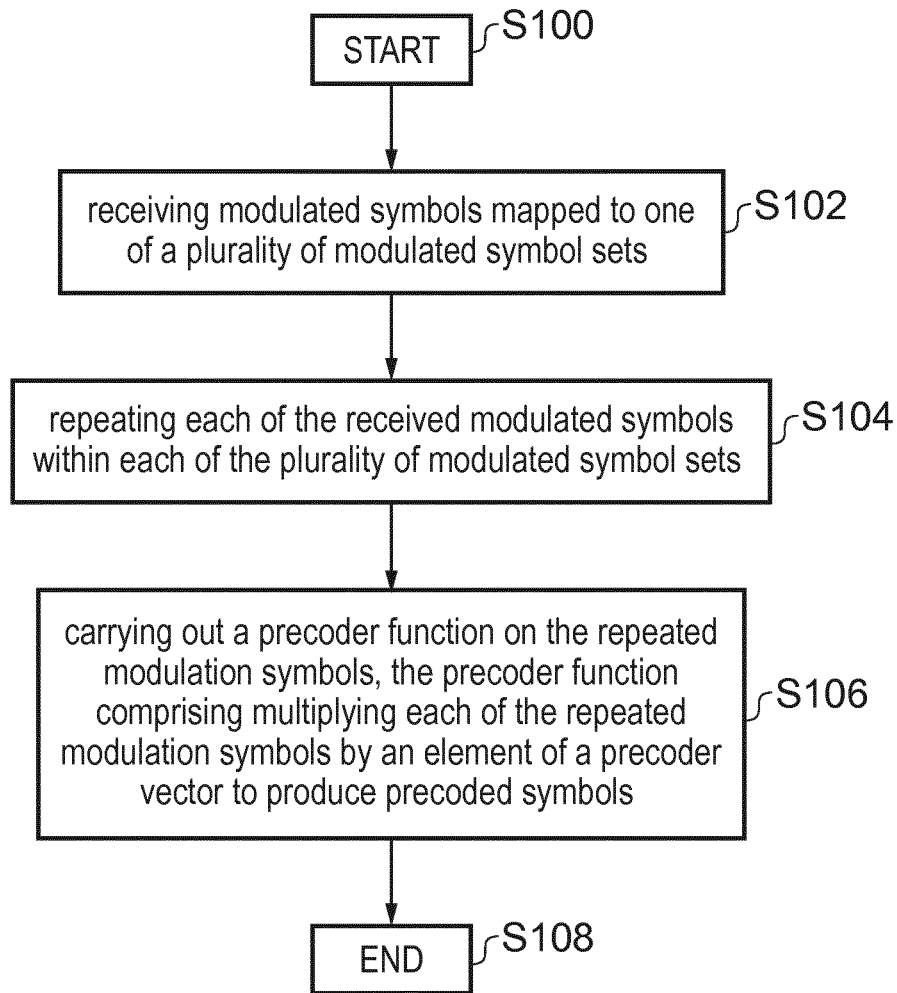 START
S100
receiving modulated symbols mapped to one
of a plurality of modulated symbol sets
S102
repeating each of the received modulated symbols
within each of the plurality of modulated symbol sets
S104
carrying out a precoder function on the repeated
modulation symbols, the precoder function
comprising multiplying each of the repeated
modulation symbols by an element of a precoder
vector to produce precoded symbols
S106
END
S108